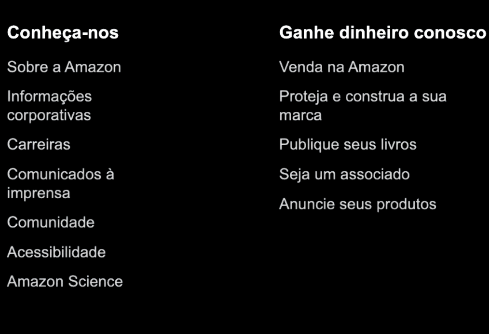 Conheça-nos
Sobre a Amazon
Informações
corporativas
Carreiras
Comunicados à
imprensa
Comunidade
Acessibilidade
Amazon Science
Ganhe dinheiro conosco
Venda na Amazon
Proteja e construa a sua
marca
Publique seus livros
Seja um associado
Anuncie seus produtos